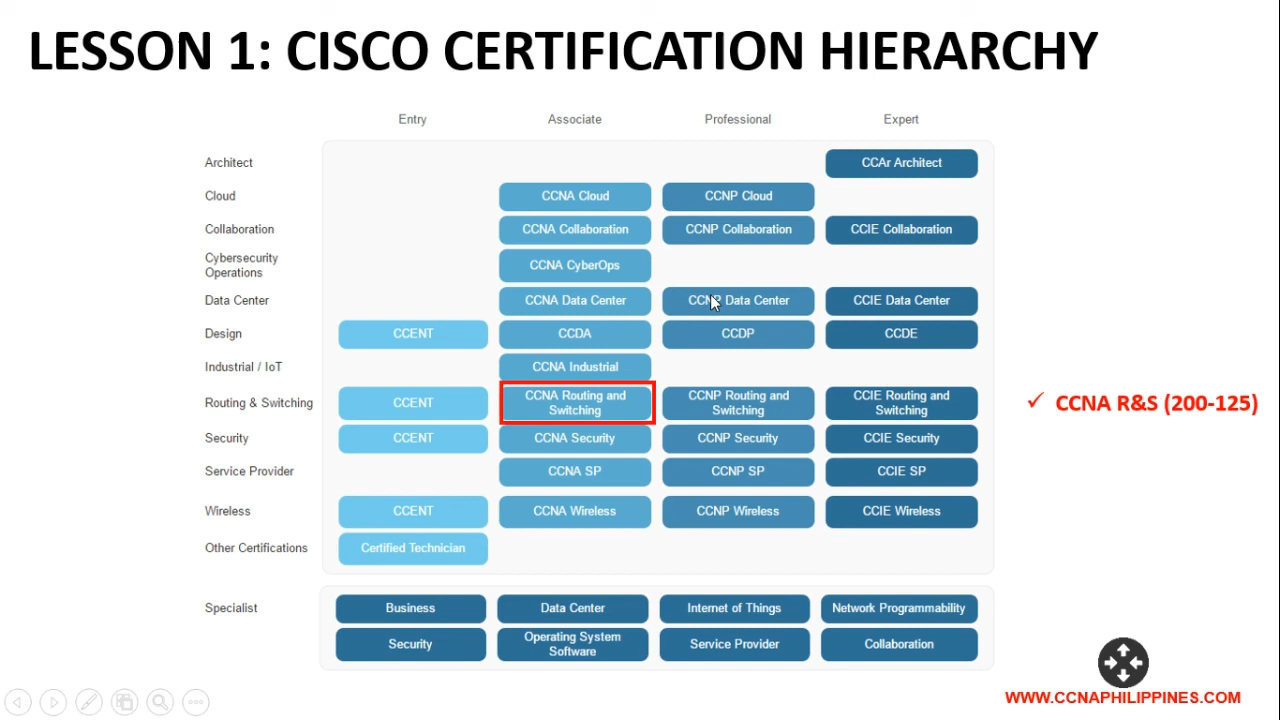 LESSON 1: CISCO CERTIFICATION HIERARCHY
Entry Associate Professional Expert
Architect CCAr Architect
Cloud CCNA Cloud CCNP Cloud
Collaboration CCNA Collaboration CCNP Collaboration CCIE Collaboration
Cybersecurity
Operations
CCNA CyberOps
Data Center CCNA Data Center CCNP Data Center CCIE Data Center
Design CCENT CCDA CCDP CCDE
Industrial / IoT CCNA Industrial
Routing & Switching CCENT
CCNA Routing and
Switching
CCNP Routing and
Switching
CCIE Routing and
Switching
✓ CCNA R&S (200-125)
Security CCENT CCNA Security CCNP Security CCIE Security
Service Provider CCNA SP CCNP SP CCIE SP
Wireless CCENT CCNA Wireless CCNP Wireless CCIE Wireless
Other Certifications Certified Technician
Specialist Business Data Center Internet of Things Network Programmability
Security
Operating System
Software
Service Provider Collaboration
WWW.CCNAPHILIPPINES.COM